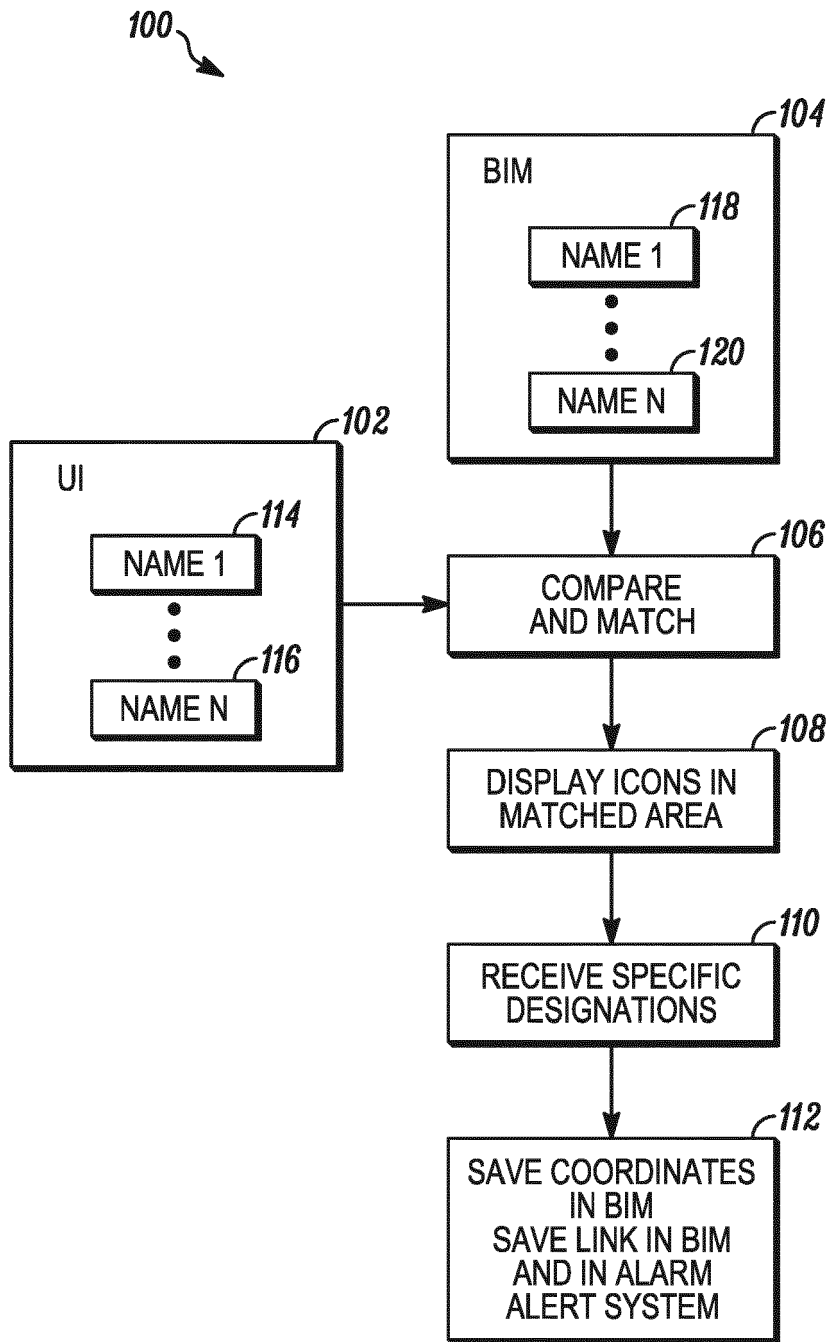 100
104
BIM
118
NAME 1
120
NAME N
102
UI
114
NAME 1
116
NAME N
106
COMPARE
AND MATCH
108
DISPLAY ICONS IN
MATCHED AREA
110
RECEIVE SPECIFIC
DESIGNATIONS
112
SAVE COORDINATES
IN BIM
SAVE LINK IN BIM
AND IN ALARM
ALERT SYSTEM